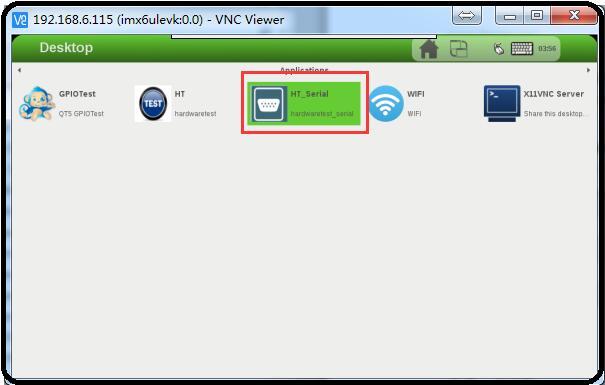 VC 192.168.6.115 (imx6ulevk:0.0) - VNC Viewer
Desktop
03:56
Applications
GPIOTest
QT5 GPIOTest
TEST
HT
hardwaretest
HT_Serial
hardwaretest_serial
WIFI
WIFI
>_
X11VNC Server
Share this desktop...